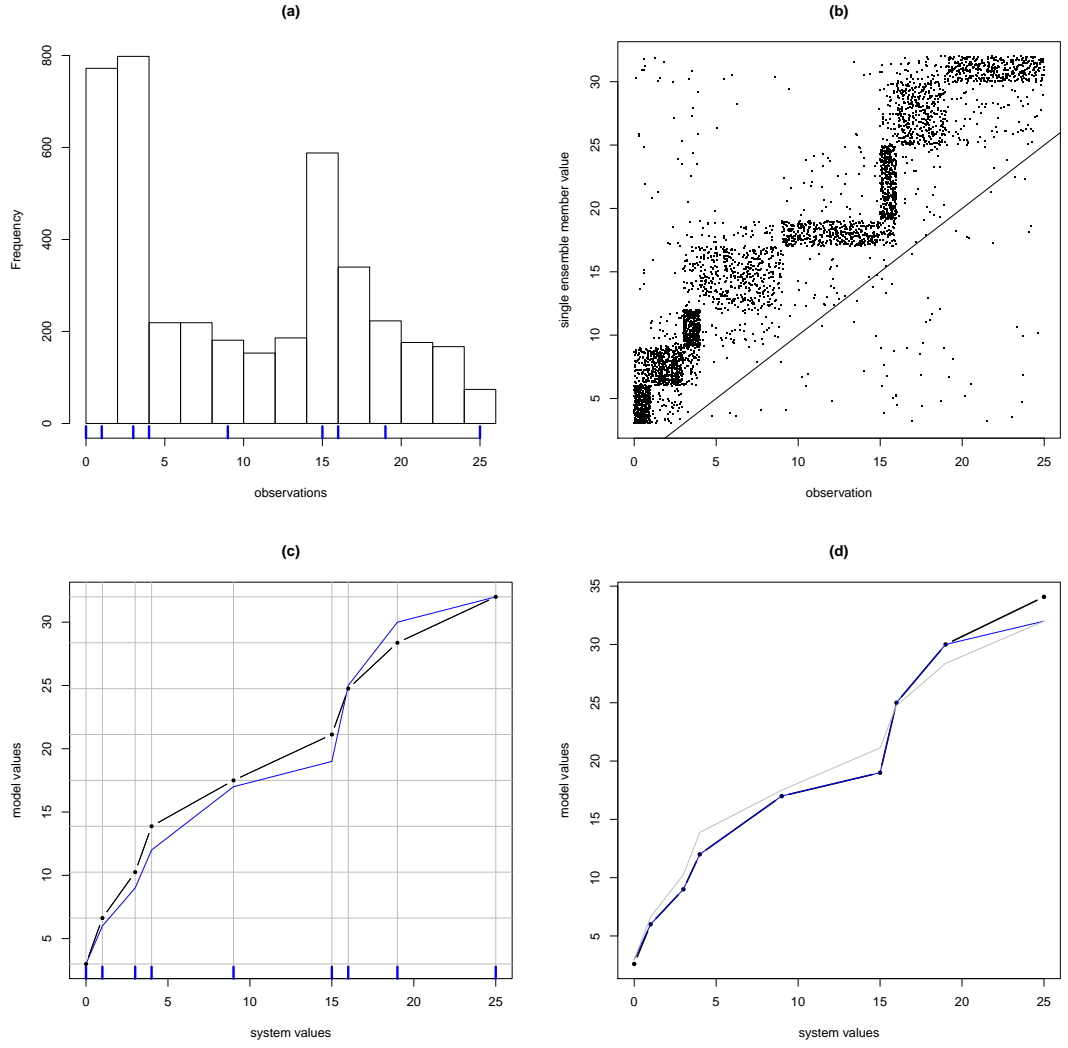 (a)
800
600
400
200
0
Frequency
0 5 10 15 20 25
observations
(b)
30
25
20
15
10
5
single ensemble member value
0 5 10 15 20 25
observation
(c)
30
25
20
15
10
5
model values
0 5 10 15 20 25
system values
(d)
35
30
25
20
15
10
5
model values
0 5 10 15 20 25
system values